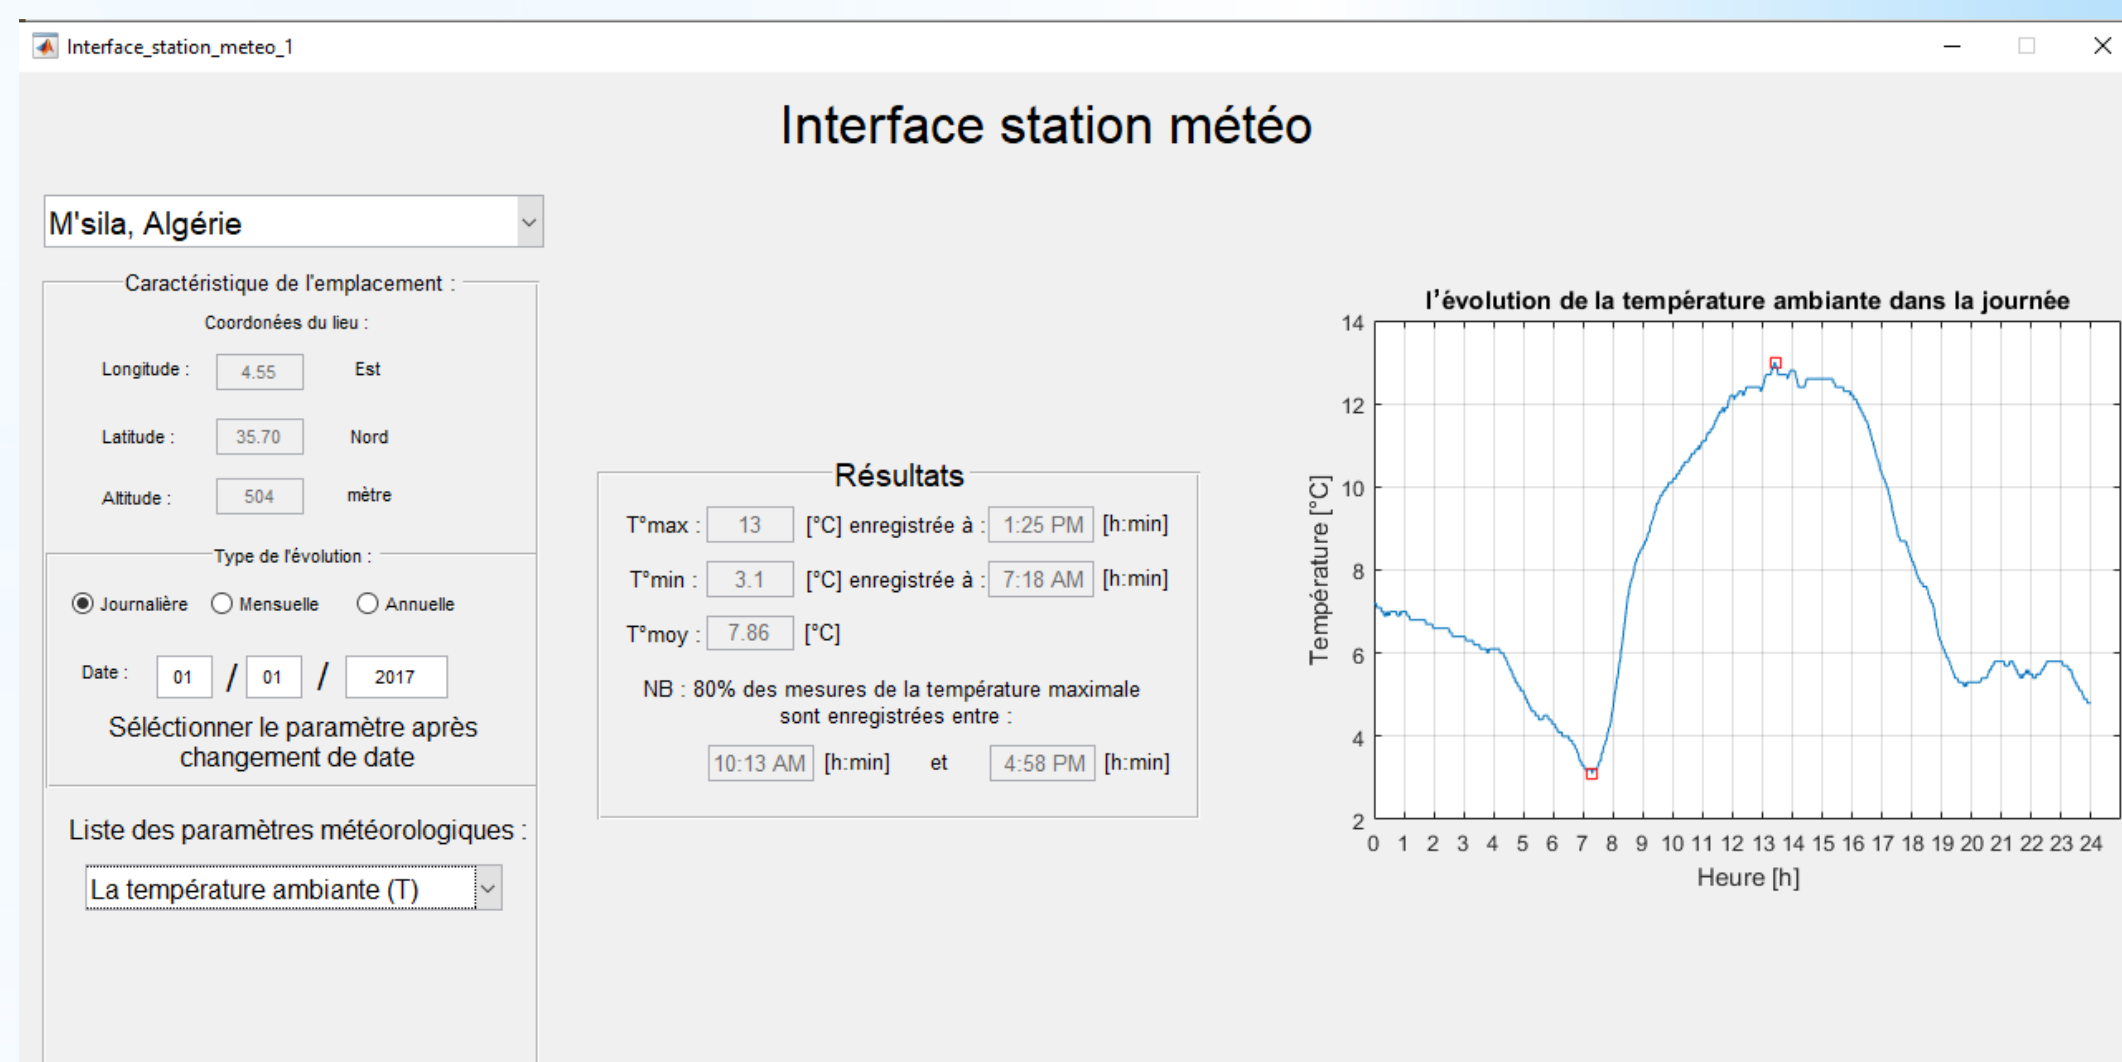 Interface_station_meteo_1
Interface station météo
M'sila, Algérie
Caractéristique de l'emplacement :
Coordonées du lieu :
Longitude : 4.55 Est
Latitude : 35.70 Nord
Altitude : 504 mètre
Type de l'évolution :
Journalière Mensuelle Annuelle
Date : 01 / 01 / 2017
Séléctionner le paramètre après
changement de date
Liste des paramètres météorologiques :
La température ambiante (T)
Résultats
T°max : 13 [°C] enregistrée à : 1:25 PM [h:min]
T°min : 3.1 [°C] enregistrée à : 7:18 AM [h:min]
T°moy : 7.86 [°C]
NB : 80% des mesures de la température maximale
sont enregistrées entre :
10:13 AM [h:min] et 4:58 PM [h:min]
l’évolution de la température ambiante dans la journée
14
12
10
8
6
4
2
Température [°C]
0 1 2 3 4 5 6 7 8 9 10 11 12 13 14 15 16 17 18 19 20 21 22 23 24
Heure [h]